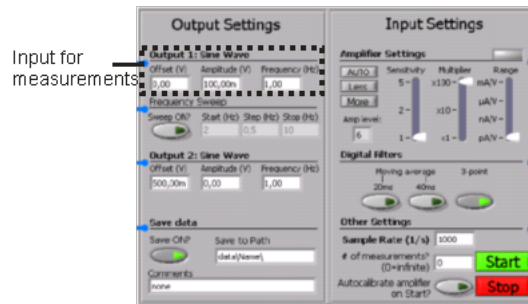 Output Settings
Input for
measurements
Output 1: Sine Wave
Offset (V) Amplitude (V) Frequency (Hz)
0,00 100,00m 1,00
Frequency Sweep
Sweep ON? Start (Hz) Step (Hz) Stop (Hz)
2 0,5 10
Output 2: Sine Wave
Offset (V) Amplitude (V) Frequency (Hz)
500,00m 0,00 1,00
Save data
Save ON? Save to Path
data\Name\
Comments
none
Input Settings
Amplifier Settings
AUTO Sensitivity Multiplier Range
Less 5- x100- mA/V-
More 2- x10- µA/V-
nA/V-
Amp level:
6 1- x1- pA/V-
Digital Filters
Moving average 3-point
20ms 40ms
Other Settings
Sample Rate (1/s) 1000
# of measurements? 0 Start
(0=infinite)
Autocalibrate amplifier Stop
on Start?